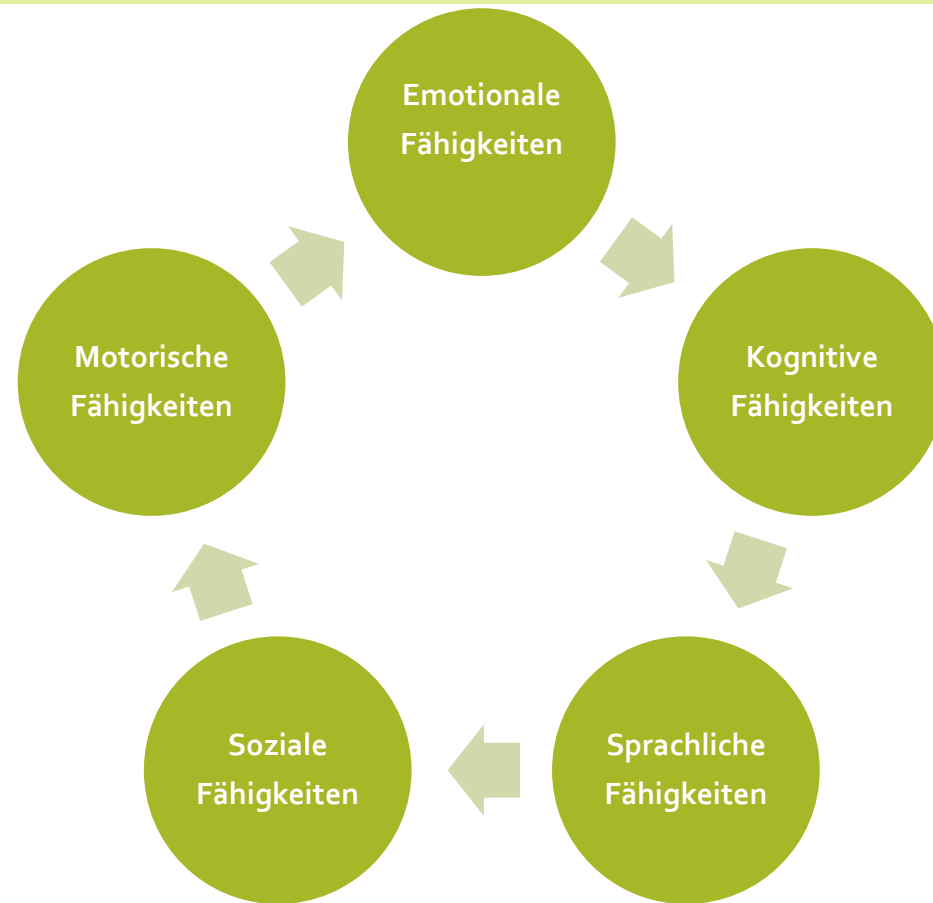 Emotionale
Fähigkeiten
Kognitive
Fähigkeiten
Sprachliche
Fähigkeiten
Soziale
Fähigkeiten
Motorische
Fähigkeiten